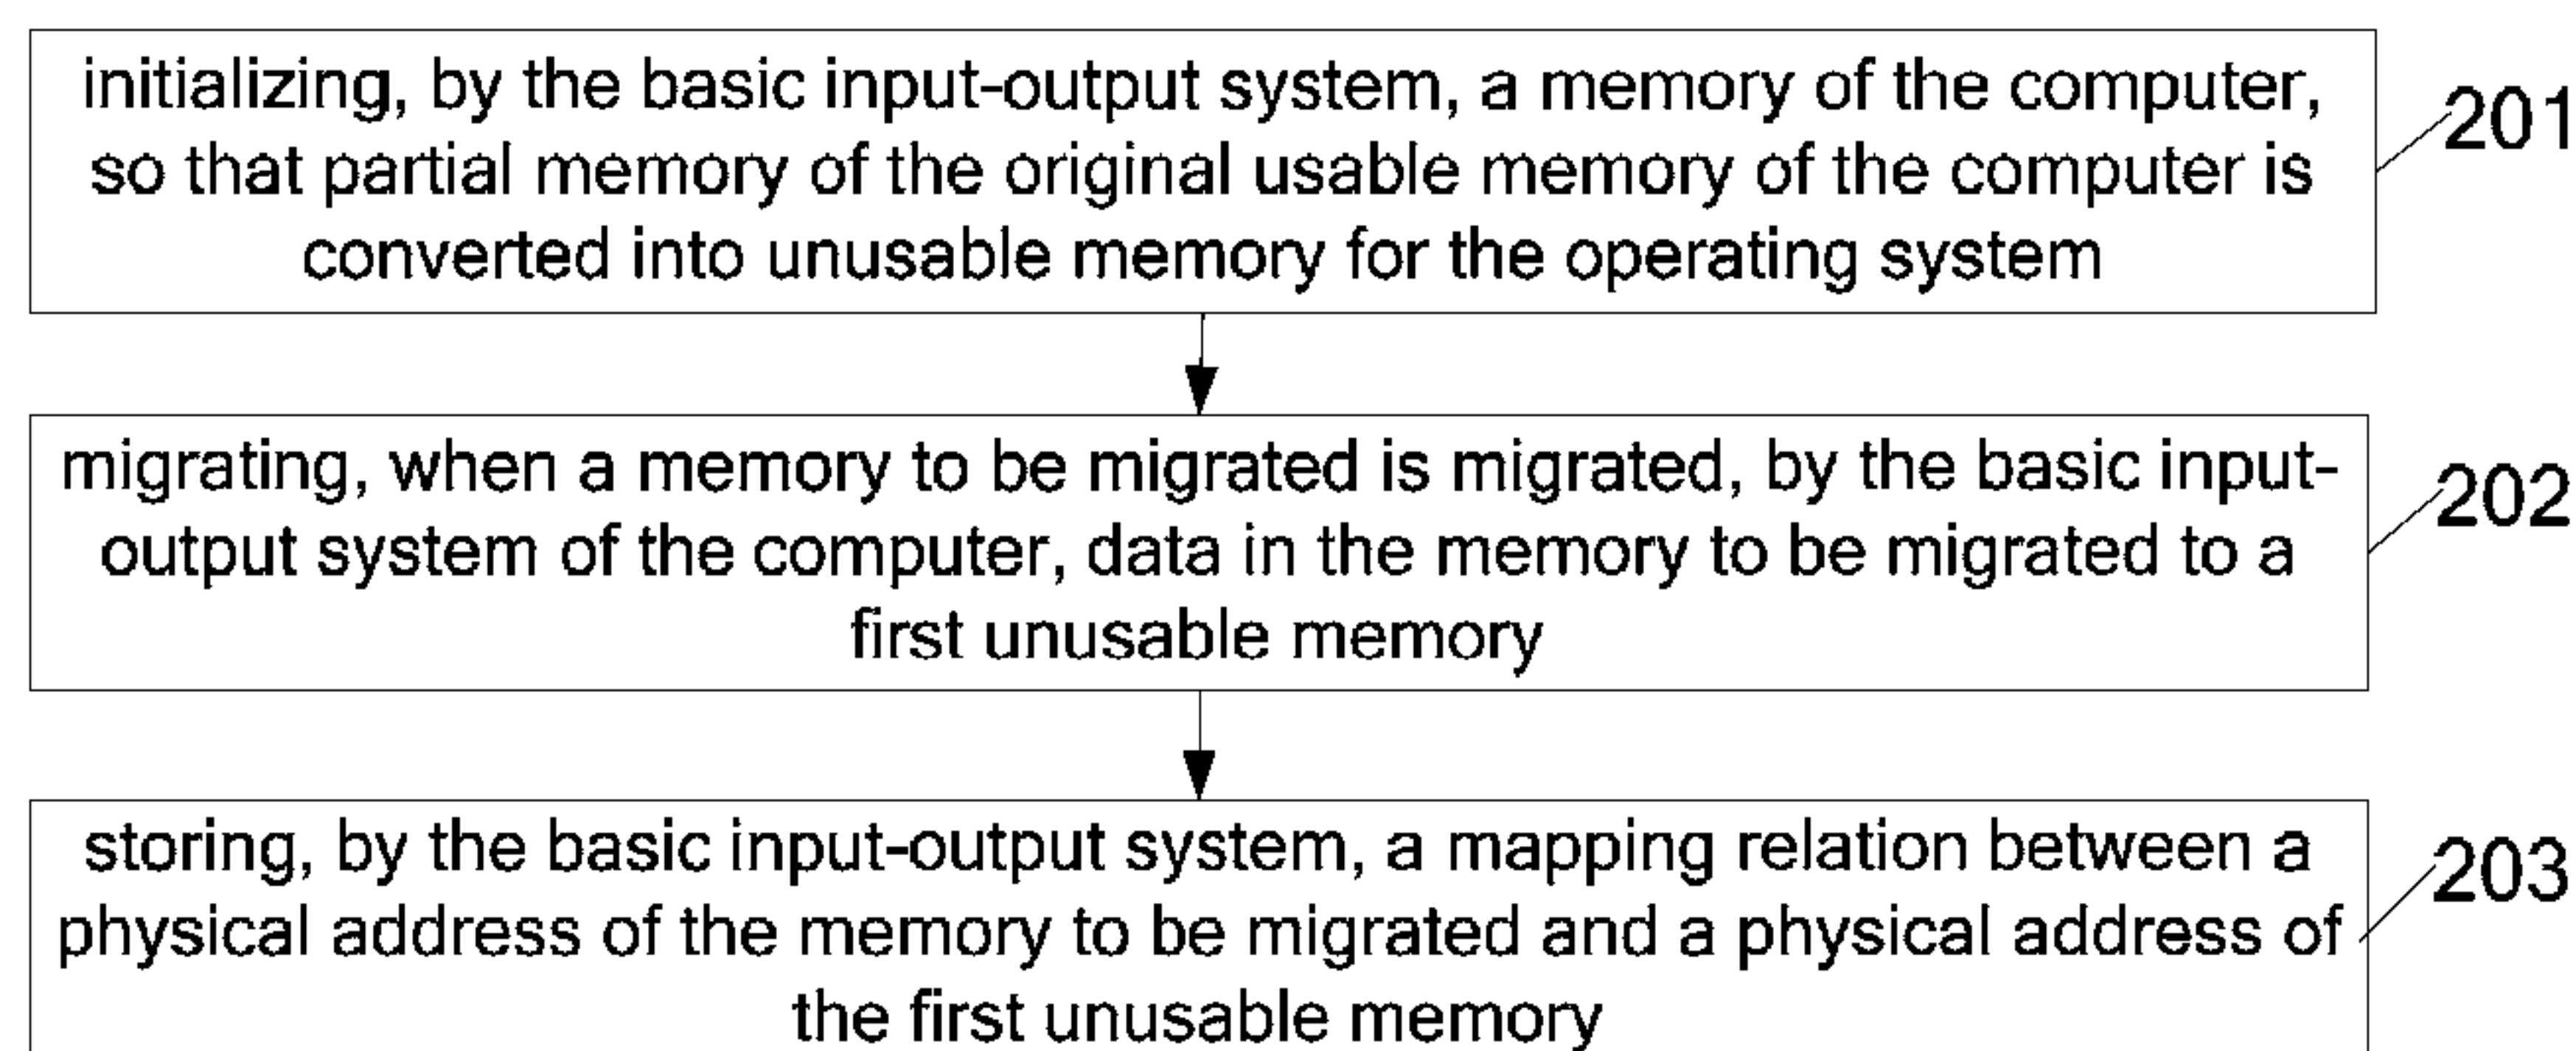 initializing, by the basic input-output system, a memory of the computer,
so that partial memory of the original usable memory of the computer is
converted into unusable memory for the operating system
201
migrating, when a memory to be migrated is migrated, by the basic input-
output system of the computer, data in the memory to be migrated to a
first unusable memory
202
storing, by the basic input-output system, a mapping relation between a
physical address of the memory to be migrated and a physical address of
the first unusable memory
203